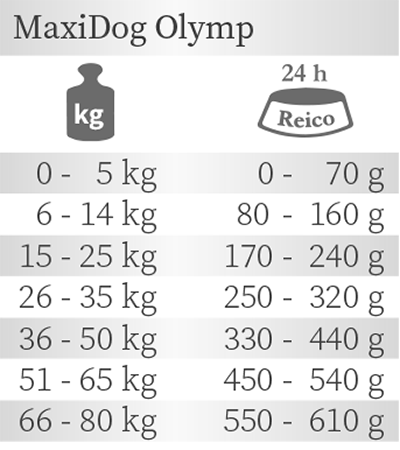 MaxiDog Olymp
kg
24 h
Reico
0 - 5 kg 0 - 70 g
6 - 14 kg 80 - 160 g
15 - 25 kg 170 - 240 g
26 - 35 kg 250 - 320 g
36 - 50 kg 330 - 440 g
51 - 65 kg 450 - 540 g
66 - 80 kg 550 - 610 g